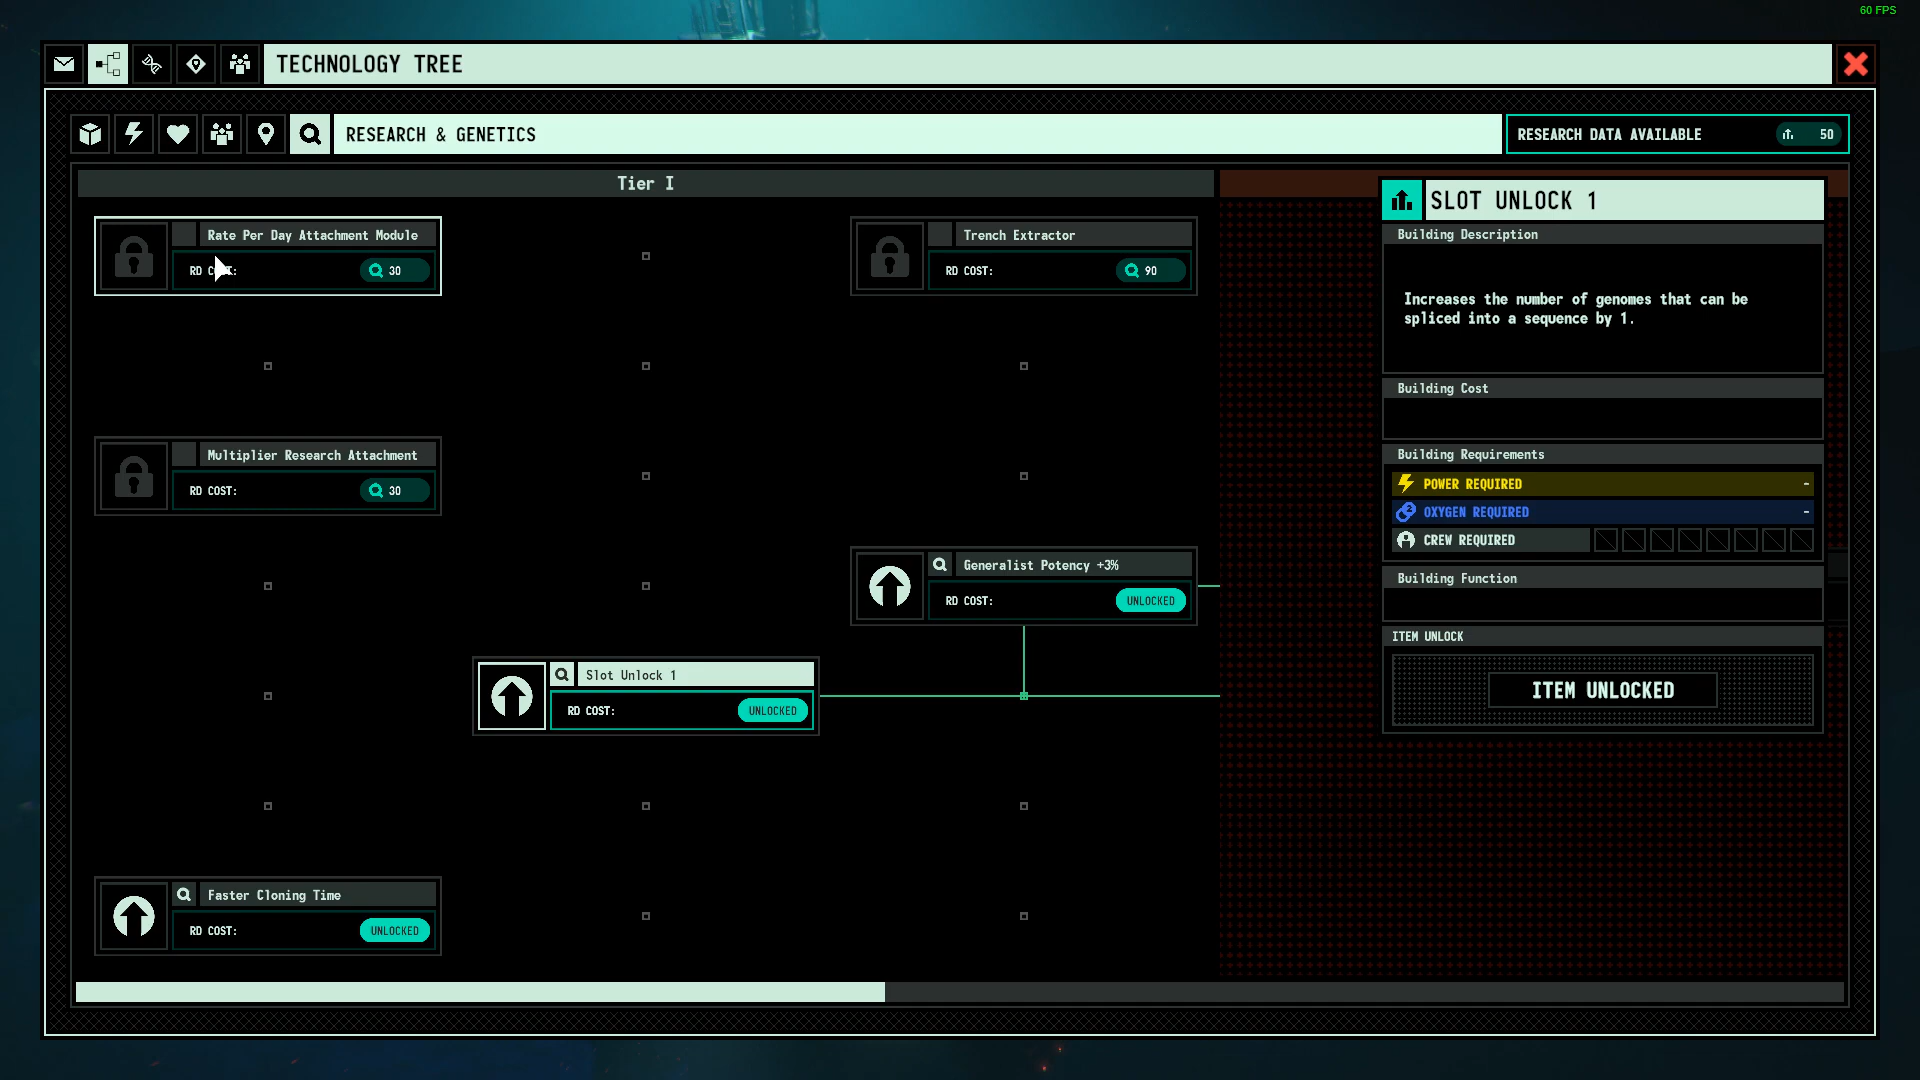 60 FPS
TECHNOLOGY TREE
RESEARCH & GENETICS
RESEARCH DATA AVAILABLE 50
Tier I
Rate Per Day Attachment Module
RD COST: 30
Trench Extractor
RD COST: 90
Multiplier Research Attachment
RD COST: 30
Generalist Potency +3%
RD COST: UNLOCKED
Slot Unlock 1
RD COST: UNLOCKED
Faster Cloning Time
RD COST: UNLOCKED
SLOT UNLOCK 1
Building Description
Increases the number of genomes that can be
spliced into a sequence by 1.
Building Cost
Building Requirements
POWER REQUIRED -
OXYGEN REQUIRED -
CREW REQUIRED
Building Function
ITEM UNLOCK
ITEM UNLOCKED